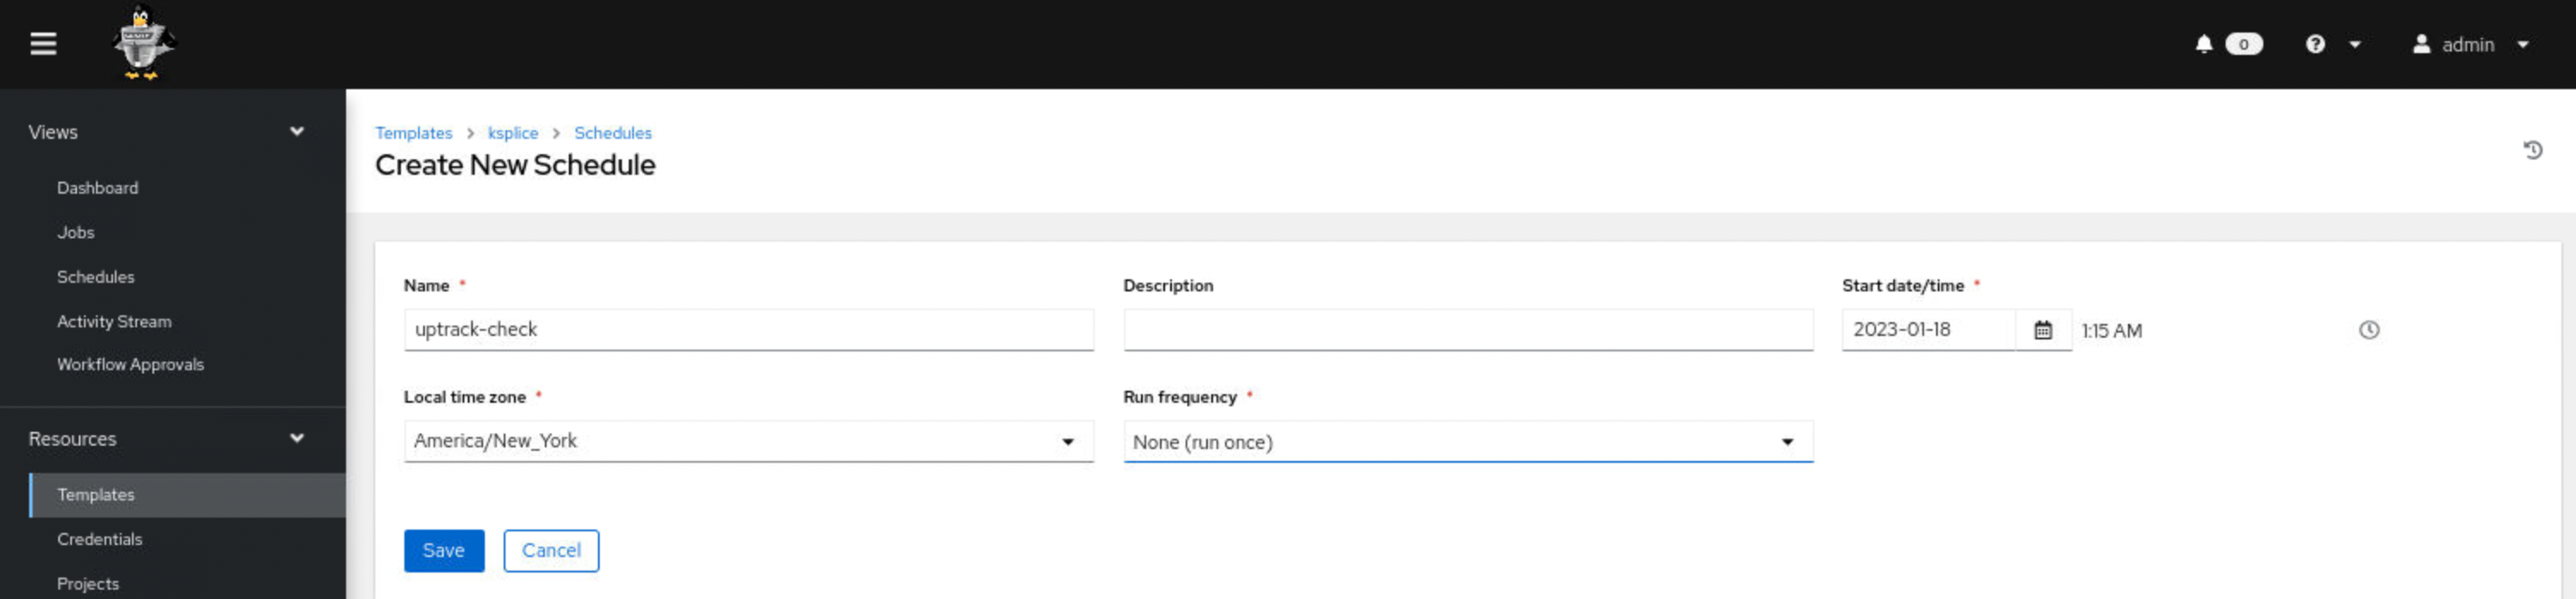 0
admin
Views
Dashboard
Jobs
Schedules
Activity Stream
Workflow Approvals
Resources
Templates
Credentials
Projects
Templates > ksplice > Schedules
Create New Schedule
Name *
uptrack-check
Description
Start date/time *
2023-01-18
1:15 AM
Local time zone *
America/New_York
Run frequency *
None (run once)
Save
Cancel